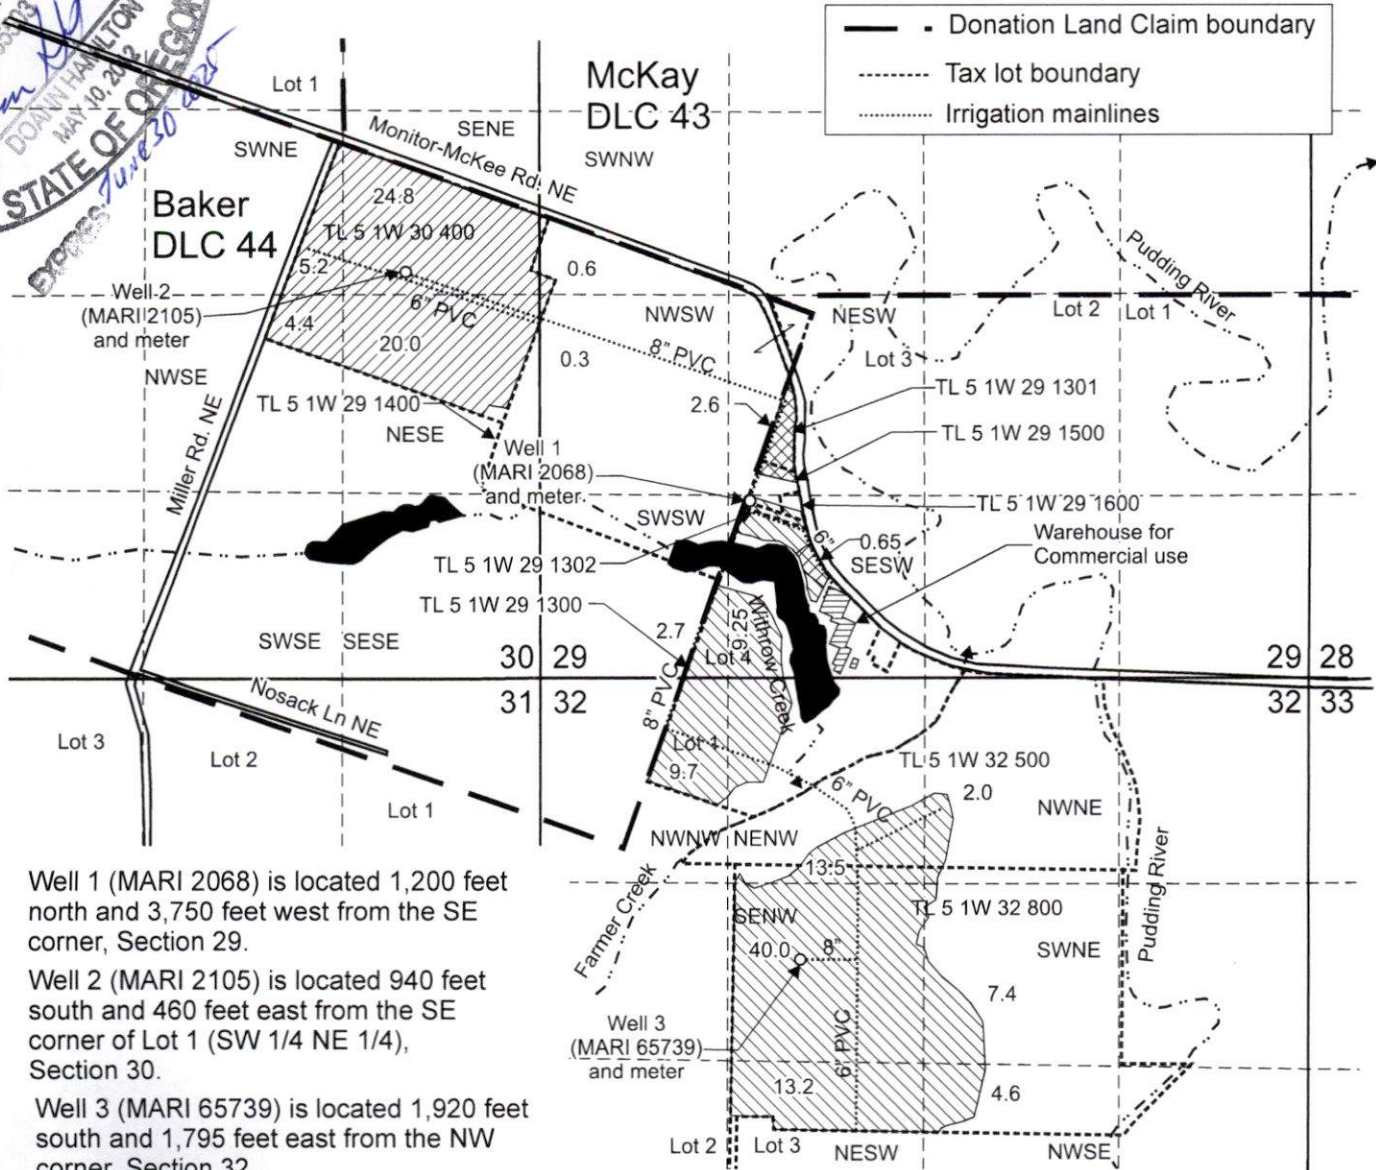 DOANN HAMILTON
MAY 10, 2012
STATE OF OREGON
EXPIRES: June 30 2025
Donation Land Claim boundary
Tax lot boundary
Irrigation mainlines
Lot 1
McKay
DLC 43
Monitor-McKee Rd. NE
SENE
SWNE
SWNW
Baker
DLC 44
24.8
TL 5 1W 30 400
5.2
0.6
Pudding River
Well 2
(MARI 2105)
and meter
6" PVC
4.4
20.0
NWSW
NESW
Lot 2
Lot 1
8" PVC
0.3
Lot 3
NWSE
TL 5 1W 29 1400
2.6
TL 5 1W 29 1301
NESE
TL 5 1W 29 1500
Miller Rd. NE
Well 1
(MARI 2068)
and meter
TL 5 1W 29 1600
SWSW
Warehouse for
Commercial use
6"
0.65
SESW
TL 5 1W 29 1302
TL 5 1W 29 1300
9.25
Withrow Creek
SWSE
SESE
2.7
Lot 4
30 29
31 32
29 28
32 33
8" PVC
Nosack Ln NE
Lot 3
Lot 2
Lot 1
Lot 1
9.7
TL 5 1W 32 500
2.0
6" PVC
NWNE
NWNW
NENW
13.5
Farmer Creek
Pudding River
SENW
TL 5 1W 32 800
40.0
8"
SWNE
7.4
Well 3
(MARI 65739)
and meter
6" PVC
13.2
4.6
Lot 2
Lot 3
NESW
NWSE
Well 1 (MARI 2068) is located 1,200 feet
north and 3,750 feet west from the SE
corner, Section 29.
Well 2 (MARI 2105) is located 940 feet
south and 460 feet east from the SE
corner of Lot 1 (SW 1/4 NE 1/4),
Section 30.
Well 3 (MARI 65739) is located 1,920 feet
south and 1,795 feet east from the NW
corner, Section 32.